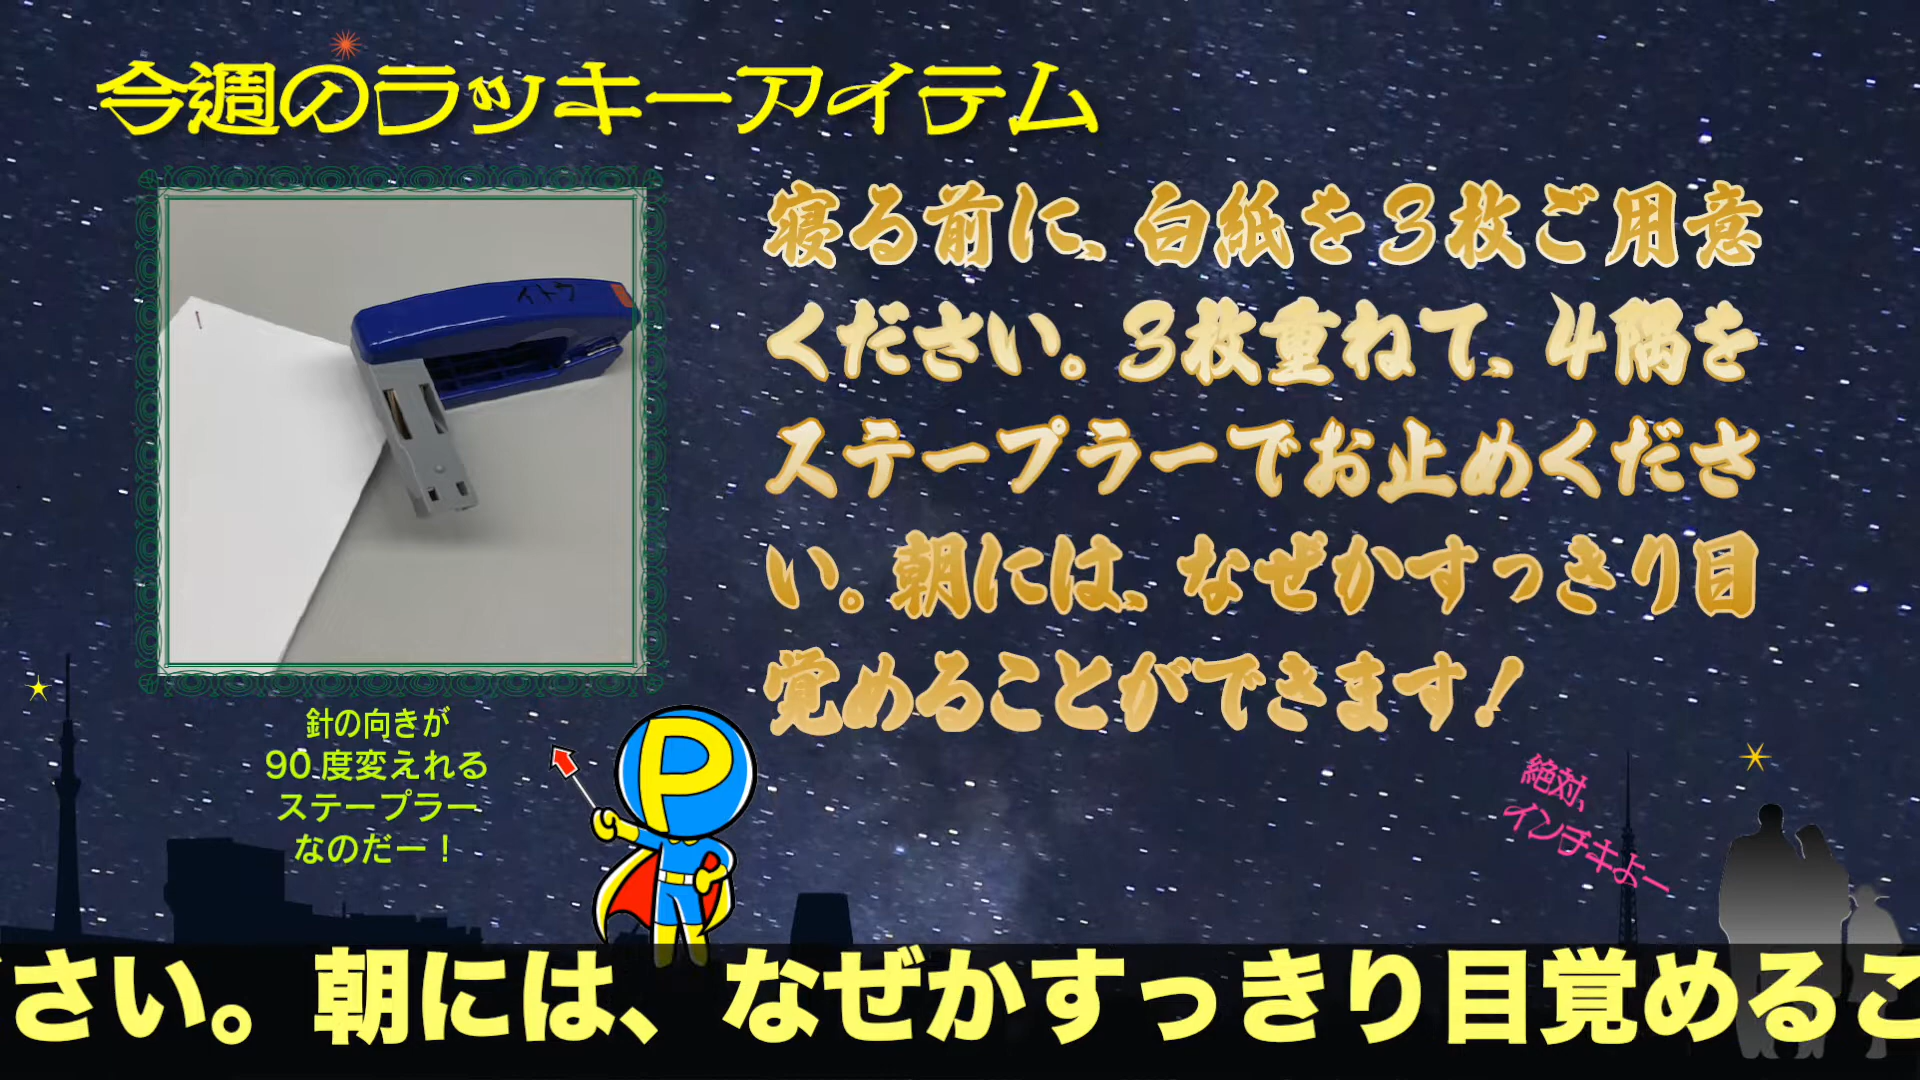 今週のラッキーアイテム
寝る前に、白紙を3枚ご用意
ください。3枚重ねて、4隅を
ステープラーでお止めくださ
い。朝には、なぜかすっきり目
覚めることができます!
イトウ
針の向きが
90度変えれる
ステープラー
なのだー!
P
絶対、
インチキよー
さい。朝には、なぜかすっきり目覚めるこ